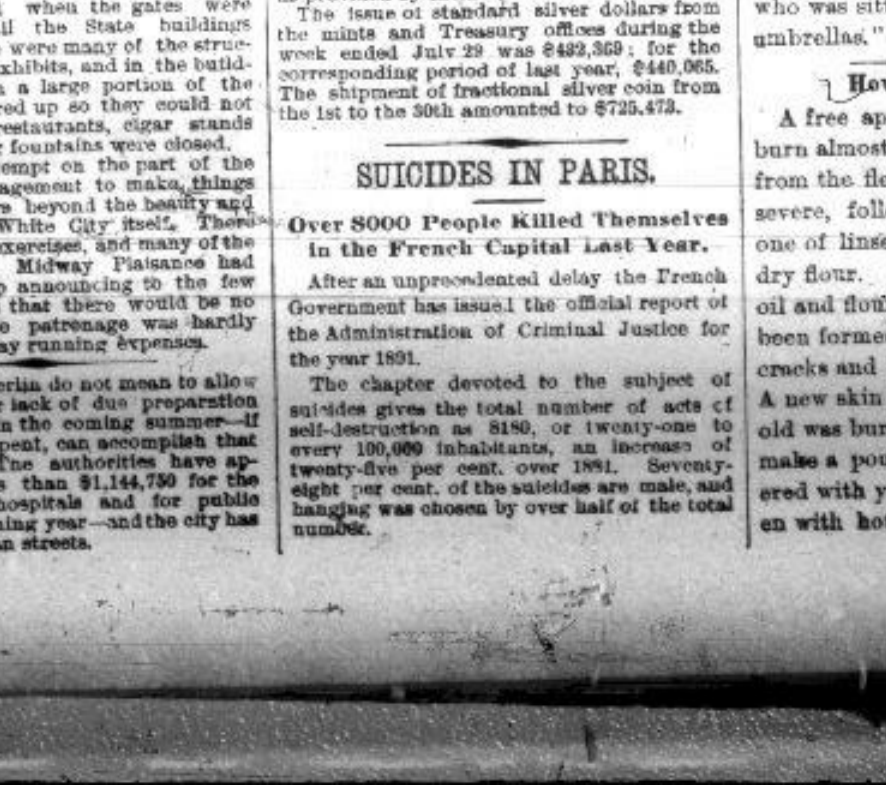 when the gates were
the State buildings
were many of the struc-
xhibits, and in the build-
a large portion of the
red up so they could not
restaurants, cigar stands
fountains were closed.
empt on the part of the
agement to make things
beyond the beauty and
White City itself. There
exercises, and many of the
Midway Plaisance had
announcing to the few
that there would be no
patronage was hardly
ay running expenses.
erlin do not mean to allow
lack of due preparation
n the coming summer—if
pent, can accomplish that
The authorities have ap-
s than $1,144,750 for the
hospitals and for public
ning year—and the city has
an streets.
The issue of standard silver dollars from
the mints and Treasury offices during the
week ended July 29 was for the
corresponding period of last year, $440,065.
The shipment of fractional silver coin from
the 1st to the 30th amounted to $725,473.
SUICIDES IN PARIS.
Over 8000 People Killed Themselves
in the French Capital Last Year.
After an unprecedented delay the French
Government has issued the official report of
the Administration of Criminal Justice for
the year 1891.
The chapter devoted to the subject of
suicides gives the total number of acts of
self-destruction as 8180, or twenty-one to
every 100,000 inhabitants, an increase of
twenty-five per cent. over 1881. Seventy-
eight per cent. of the suicides are male, and
hanging was chosen by over half of the total
number.
who was sitt
umbrellas."
How
A free ap
burn almost
from the fle
severe, foll
one of linse
dry flour.
oil and flou
been forme
cracks and
A new skin
old was bur
make a pou
ered with y
en with hot